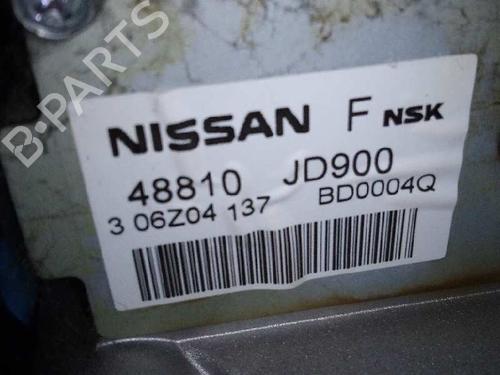 B-PARTS
NISSAN F NSK
48810 JD900
3 06Z04 137 BD0004Q